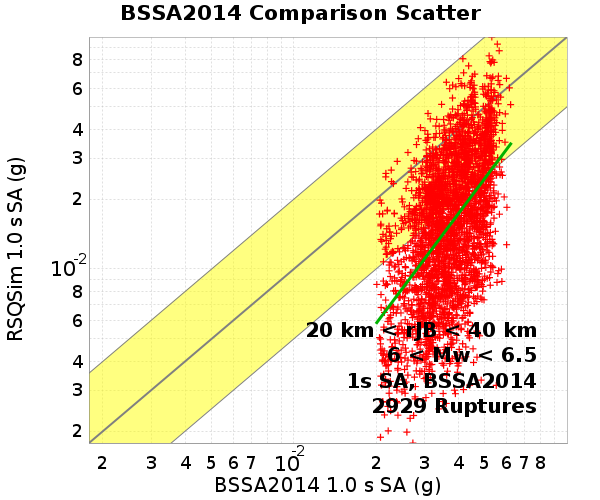 BSSA2014 Comparison Scatter
RSQSim 1.0 s SA (g)
8
6
4
3
2
10-2
8
6
4
3
2
20 km < rJB < 40 km
6 < Mw < 6.5
1s SA, BSSA2014
2929 Ruptures
2 3 4 5 6 7 8 10-2 2 3 4 5 6 7 8
BSSA2014 1.0 s SA (g)